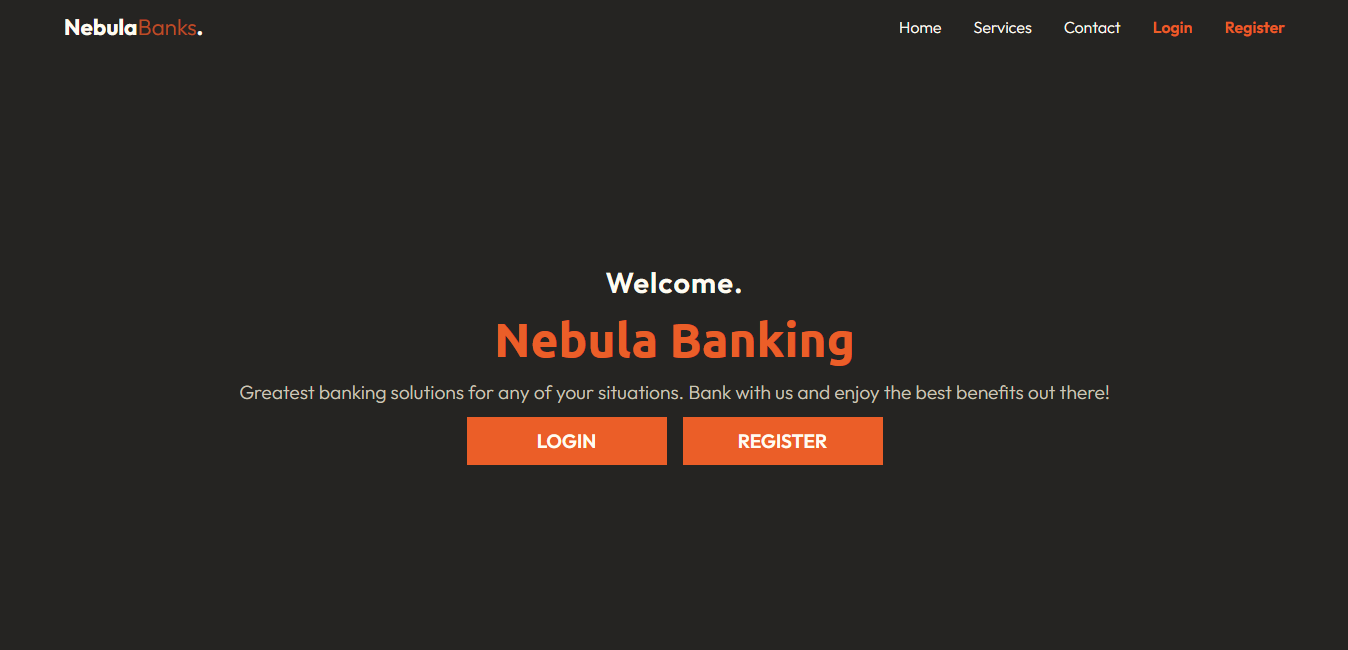 NebulaBanks.
Home Services Contact Login Register
Welcome.
Nebula Banking
Greatest banking solutions for any of your situations. Bank with us and enjoy the best benefits out there!
LOGIN REGISTER